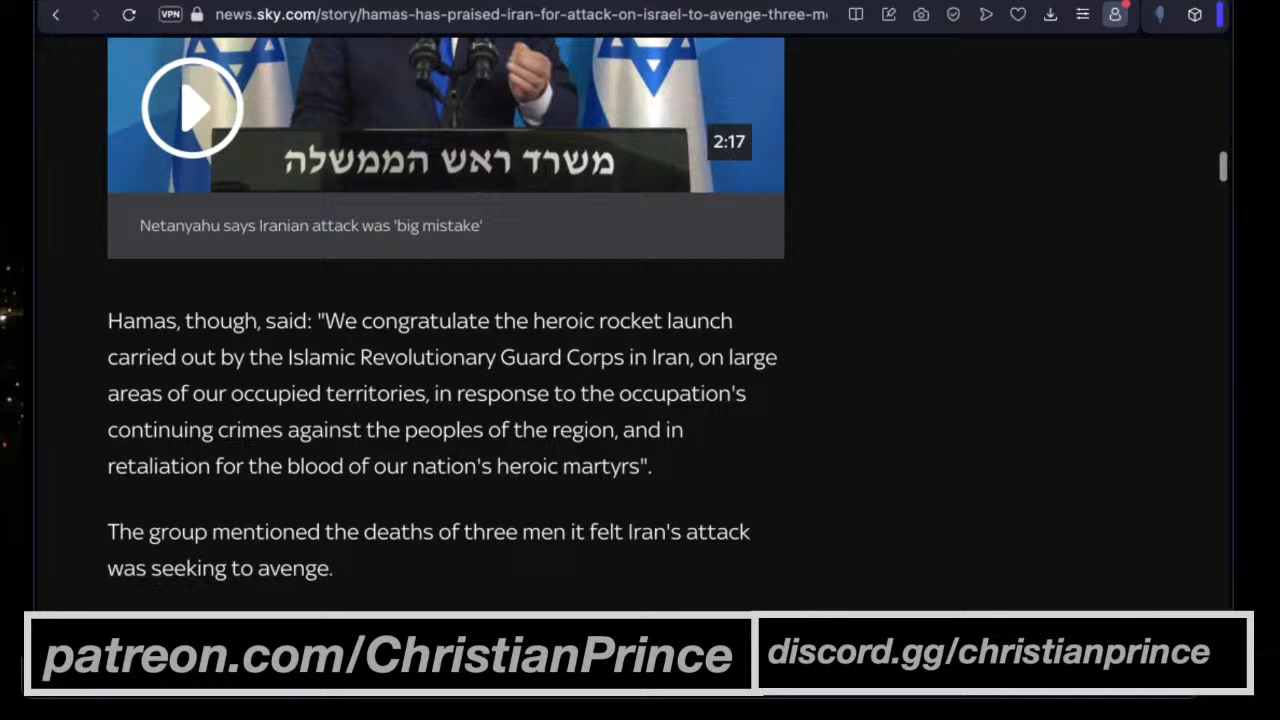 VPN news.sky.com/story/hamas-has-praised-iran-for-attack-on-israel-to-avenge-three-m
משרד ראש הממשלה
2:17
Netanyahu says Iranian attack was 'big mistake'
Hamas, though, said: "We congratulate the heroic rocket launch
carried out by the Islamic Revolutionary Guard Corps in Iran, on large
areas of our occupied territories, in response to the occupation's
continuing crimes against the peoples of the region, and in
retaliation for the blood of our nation's heroic martyrs".
The group mentioned the deaths of three men it felt Iran's attack
was seeking to avenge.
patreon.com/ChristianPrince
discord.gg/christianprince